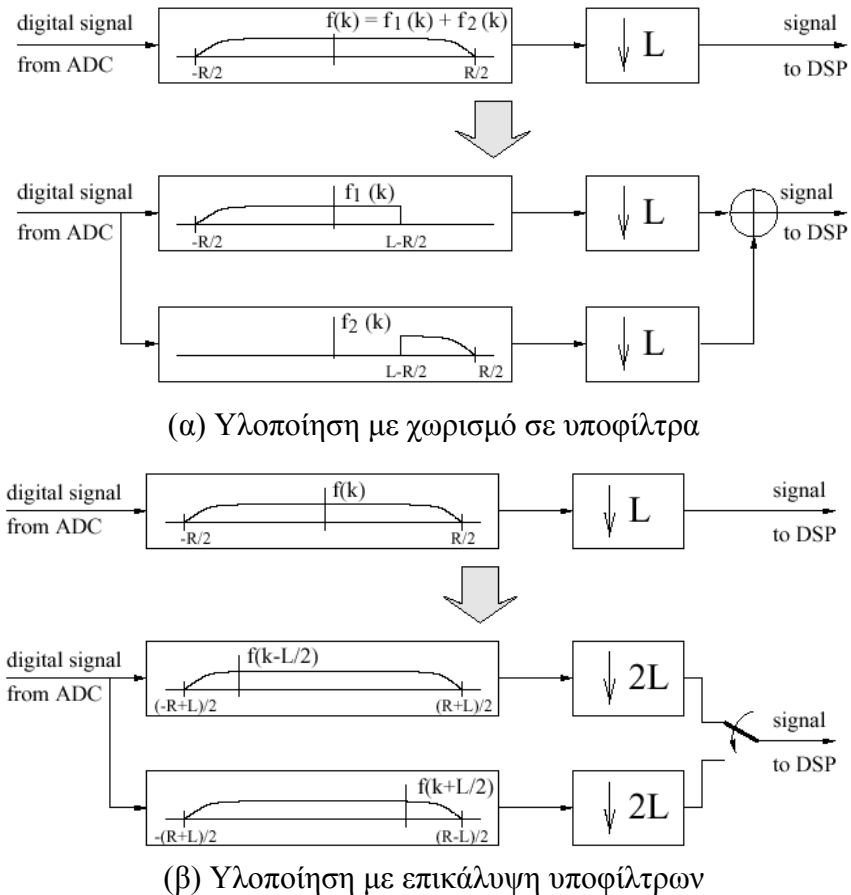 digital signal
from ADC
f(k) = f₁(k) + f₂(k)
-R/2
R/2
↓ L
signal
to DSP
digital signal
from ADC
f₁(k)
-R/2
L-R/2
↓ L
signal
to DSP
f₂(k)
L-R/2
R/2
↓ L
(α) Υλοποίηση με χωρισμό σε υποφίλτρα
digital signal
from ADC
f(k)
-R/2
R/2
↓ L
signal
to DSP
digital signal
from ADC
f(k-L/2)
(-R+L)/2
(R+L)/2
↓ 2L
signal
to DSP
f(k+L/2)
-(R+L)/2
(R-L)/2
↓ 2L
(β) Υλοποίηση με επικάλυψη υποφίλτρων